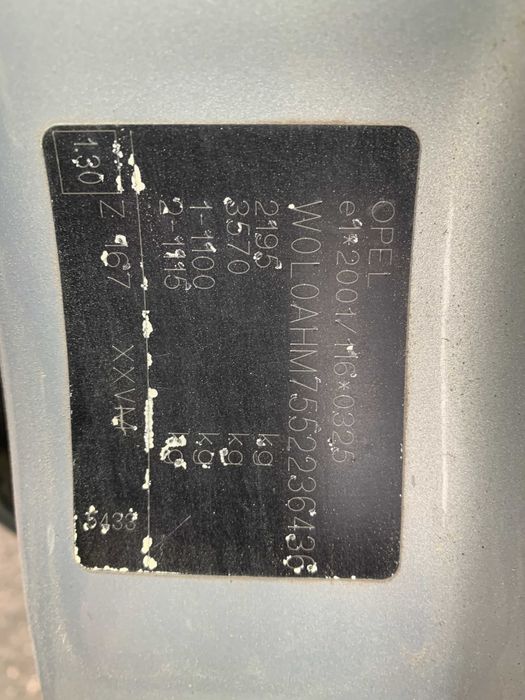 OPEL
e1*2001/116*0325
W0L0AHM7552236436
2195 kg
3570 kg
1-1100 kg
2-1115 kg
1.30 Z 167 XXVM 5433